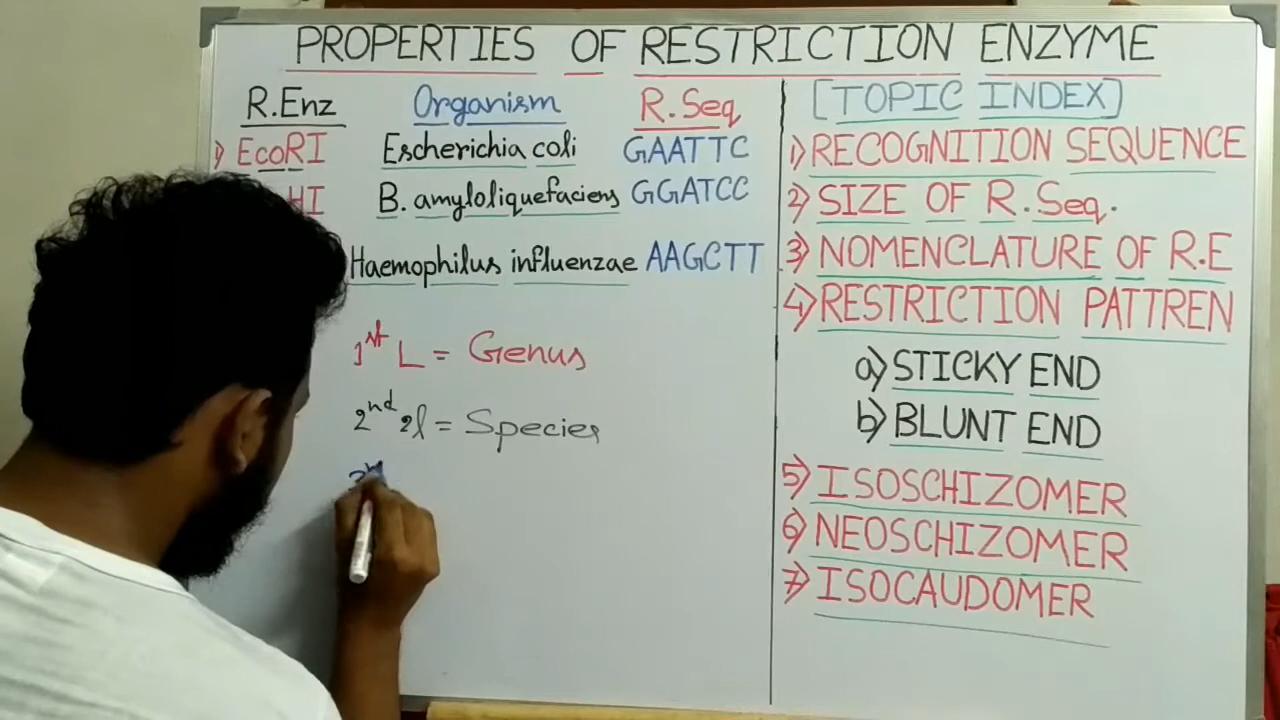 PROPERTIES OF RESTRICTION ENZYME
R.Enz Organism R.Seq
1) EcoRI Escherichia coli GAATTC
HI B. amyloliquefaciens GGATCC
Haemophilus influenzae AAGCTT
1st L = Genus
2nd 2l = Species
[TOPIC INDEX]
1) RECOGNITION SEQUENCE
2) SIZE OF R.Seq.
3) NOMENCLATURE OF R.E
4) RESTRICTION PATTREN
a) STICKY END
b) BLUNT END
5) ISOSCHIZOMER
6) NEOSCHIZOMER
7) ISOCAUDOMER